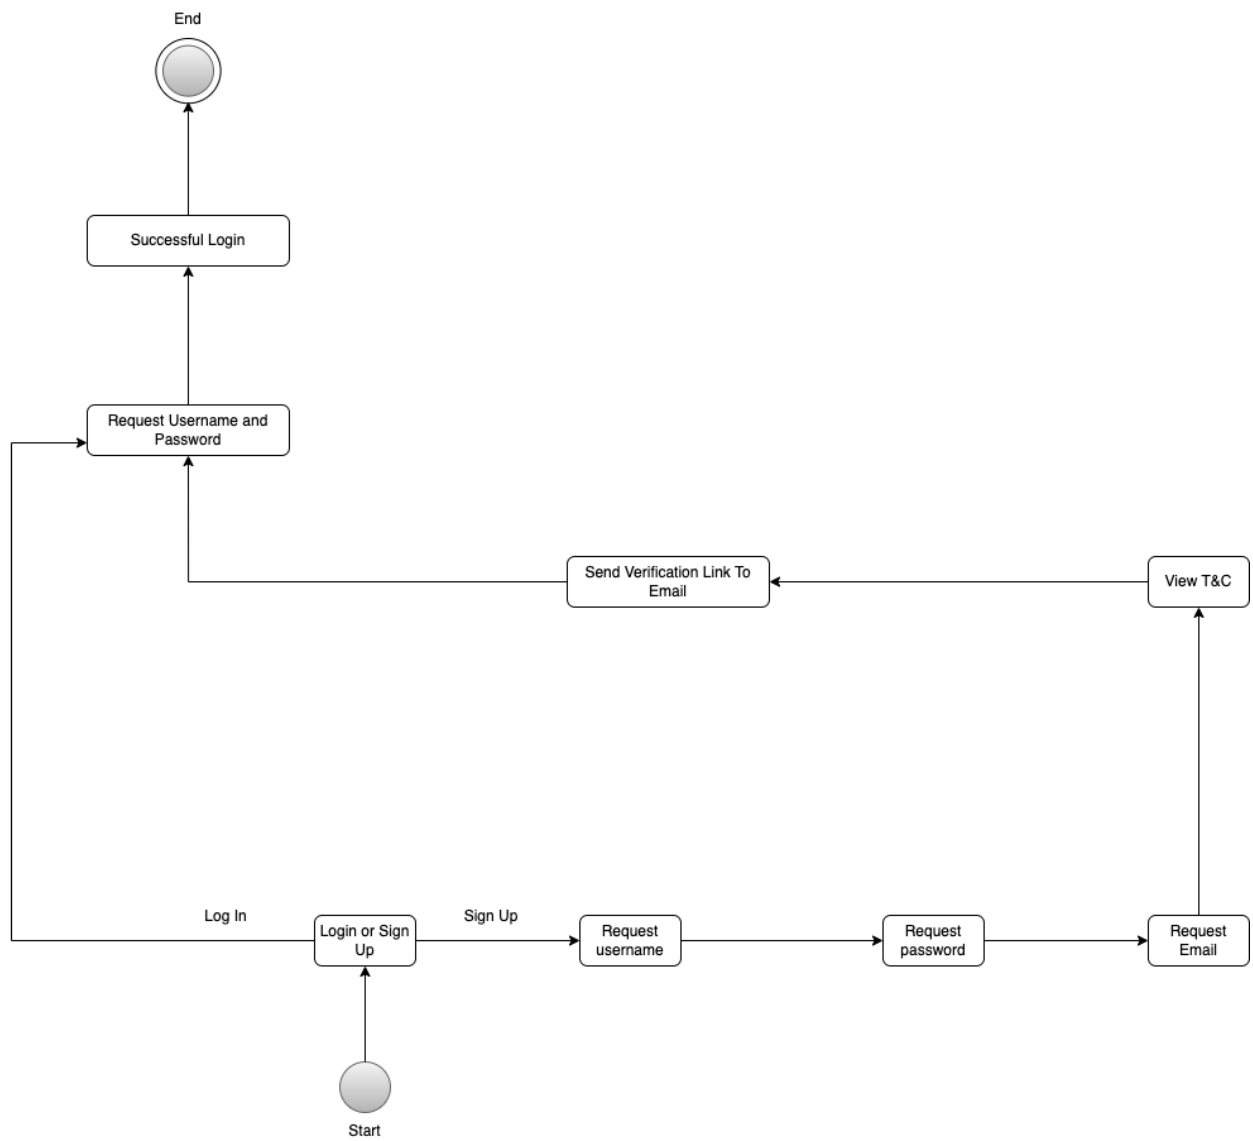 End
Successful Login
Request Username and
Password
Send Verification Link To
Email
View T&C
Log In
Sign Up
Login or Sign
Up
Request
username
Request
password
Request
Email
Start